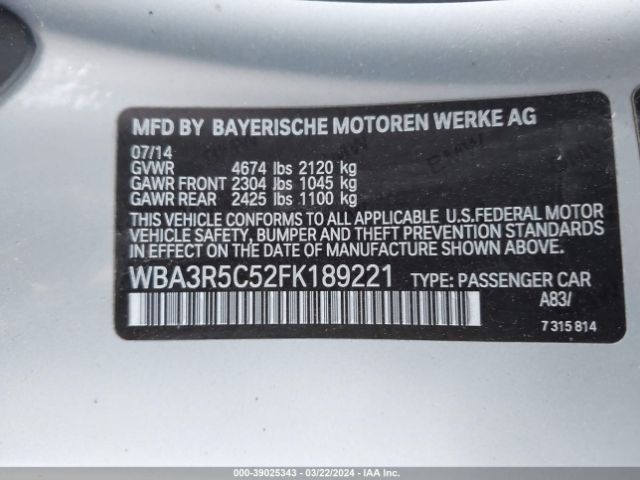 MFD BY BAYERISCHE MOTOREN WERKE AG
07/14
GVWR 4674 lbs 2120 kg
GAWR FRONT 2304 lbs 1045 kg
GAWR REAR 2425 lbs 1100 kg
THIS VEHICLE CONFORMS TO ALL APPLICABLE U.S.FEDERAL MOTOR
VEHICLE SAFETY, BUMPER, AND THEFT PREVENTION STANDARDS
IN EFFECT ON THE DATE OF MANUFACTURE SHOWN ABOVE.
WBA3R5C52FK189221 TYPE: PASSENGER CAR
A83/
7 315 814
000-39025343 - 03/22/2024 - IAAI.COM